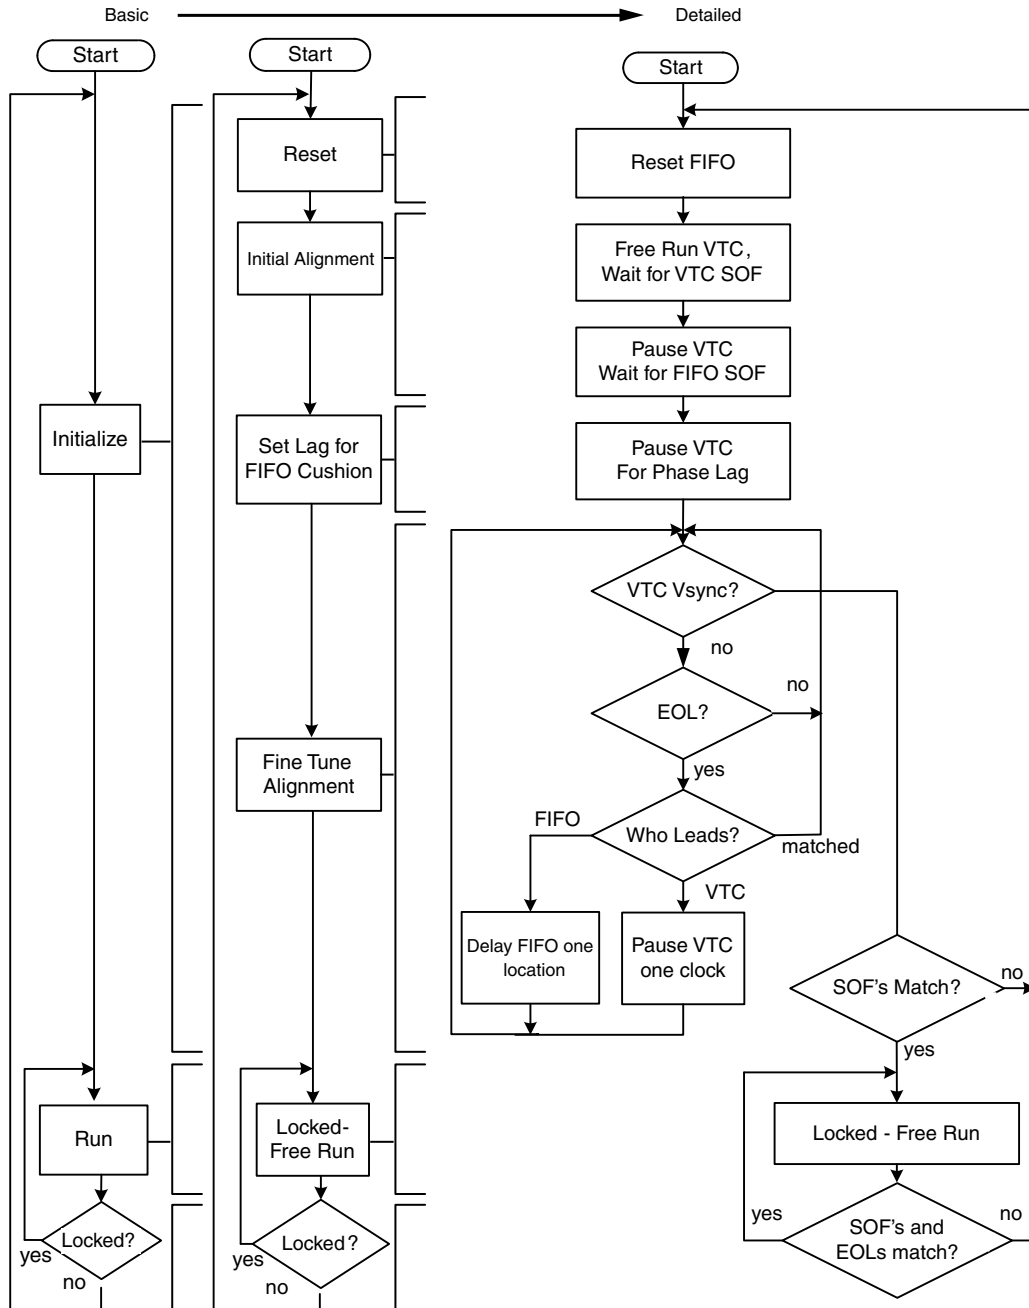 Basic
Detailed
Start
Initialize
Run
Locked?
yes
no
Start
Reset
Initial Alignment
Set Lag for
FIFO Cushion
Fine Tune
Alignment
Locked-
Free Run
Locked?
yes
no
Start
Reset FIFO
Free Run VTC,
Wait for VTC SOF
Pause VTC
Wait for FIFO SOF
Pause VTC
For Phase Lag
VTC Vsync?
no
EOL?
no
yes
Who Leads?
FIFO
matched
VTC
Delay FIFO one
location
Pause VTC
one clock
SOF's Match?
no
yes
Locked - Free Run
SOF's and
EOLs match?
yes
no